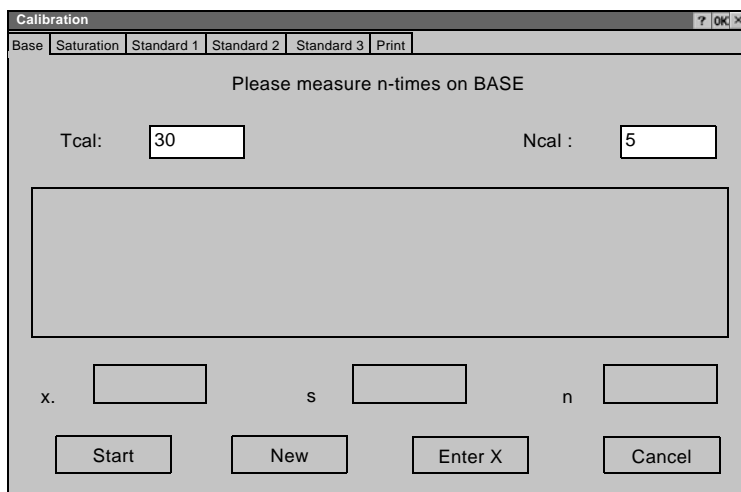 Calibration ? OK ×
Base Saturation Standard 1 Standard 2 Standard 3 Print
Please measure n-times on BASE
Tcal: 30 Ncal : 5
x. s n
Start New Enter X Cancel